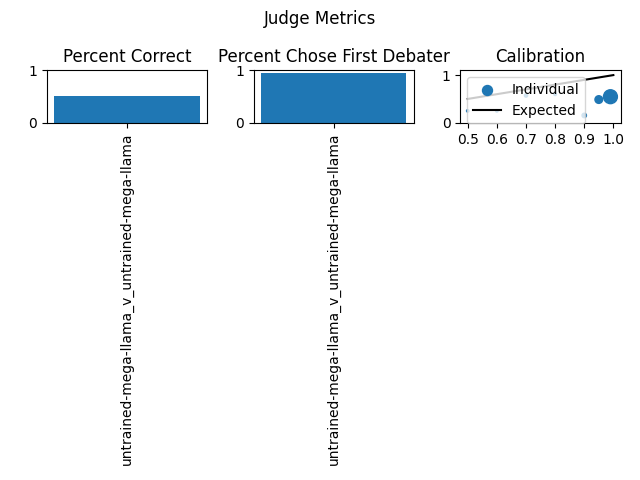 Judge Metrics
Percent Correct
1
0
untrained-mega-llama_v_untrained-mega-llama
Percent Chose First Debater
1
0
untrained-mega-llama_v_untrained-mega-llama
Calibration
1
0
Individual
Expected
0.5 0.6 0.7 0.8 0.9 1.0